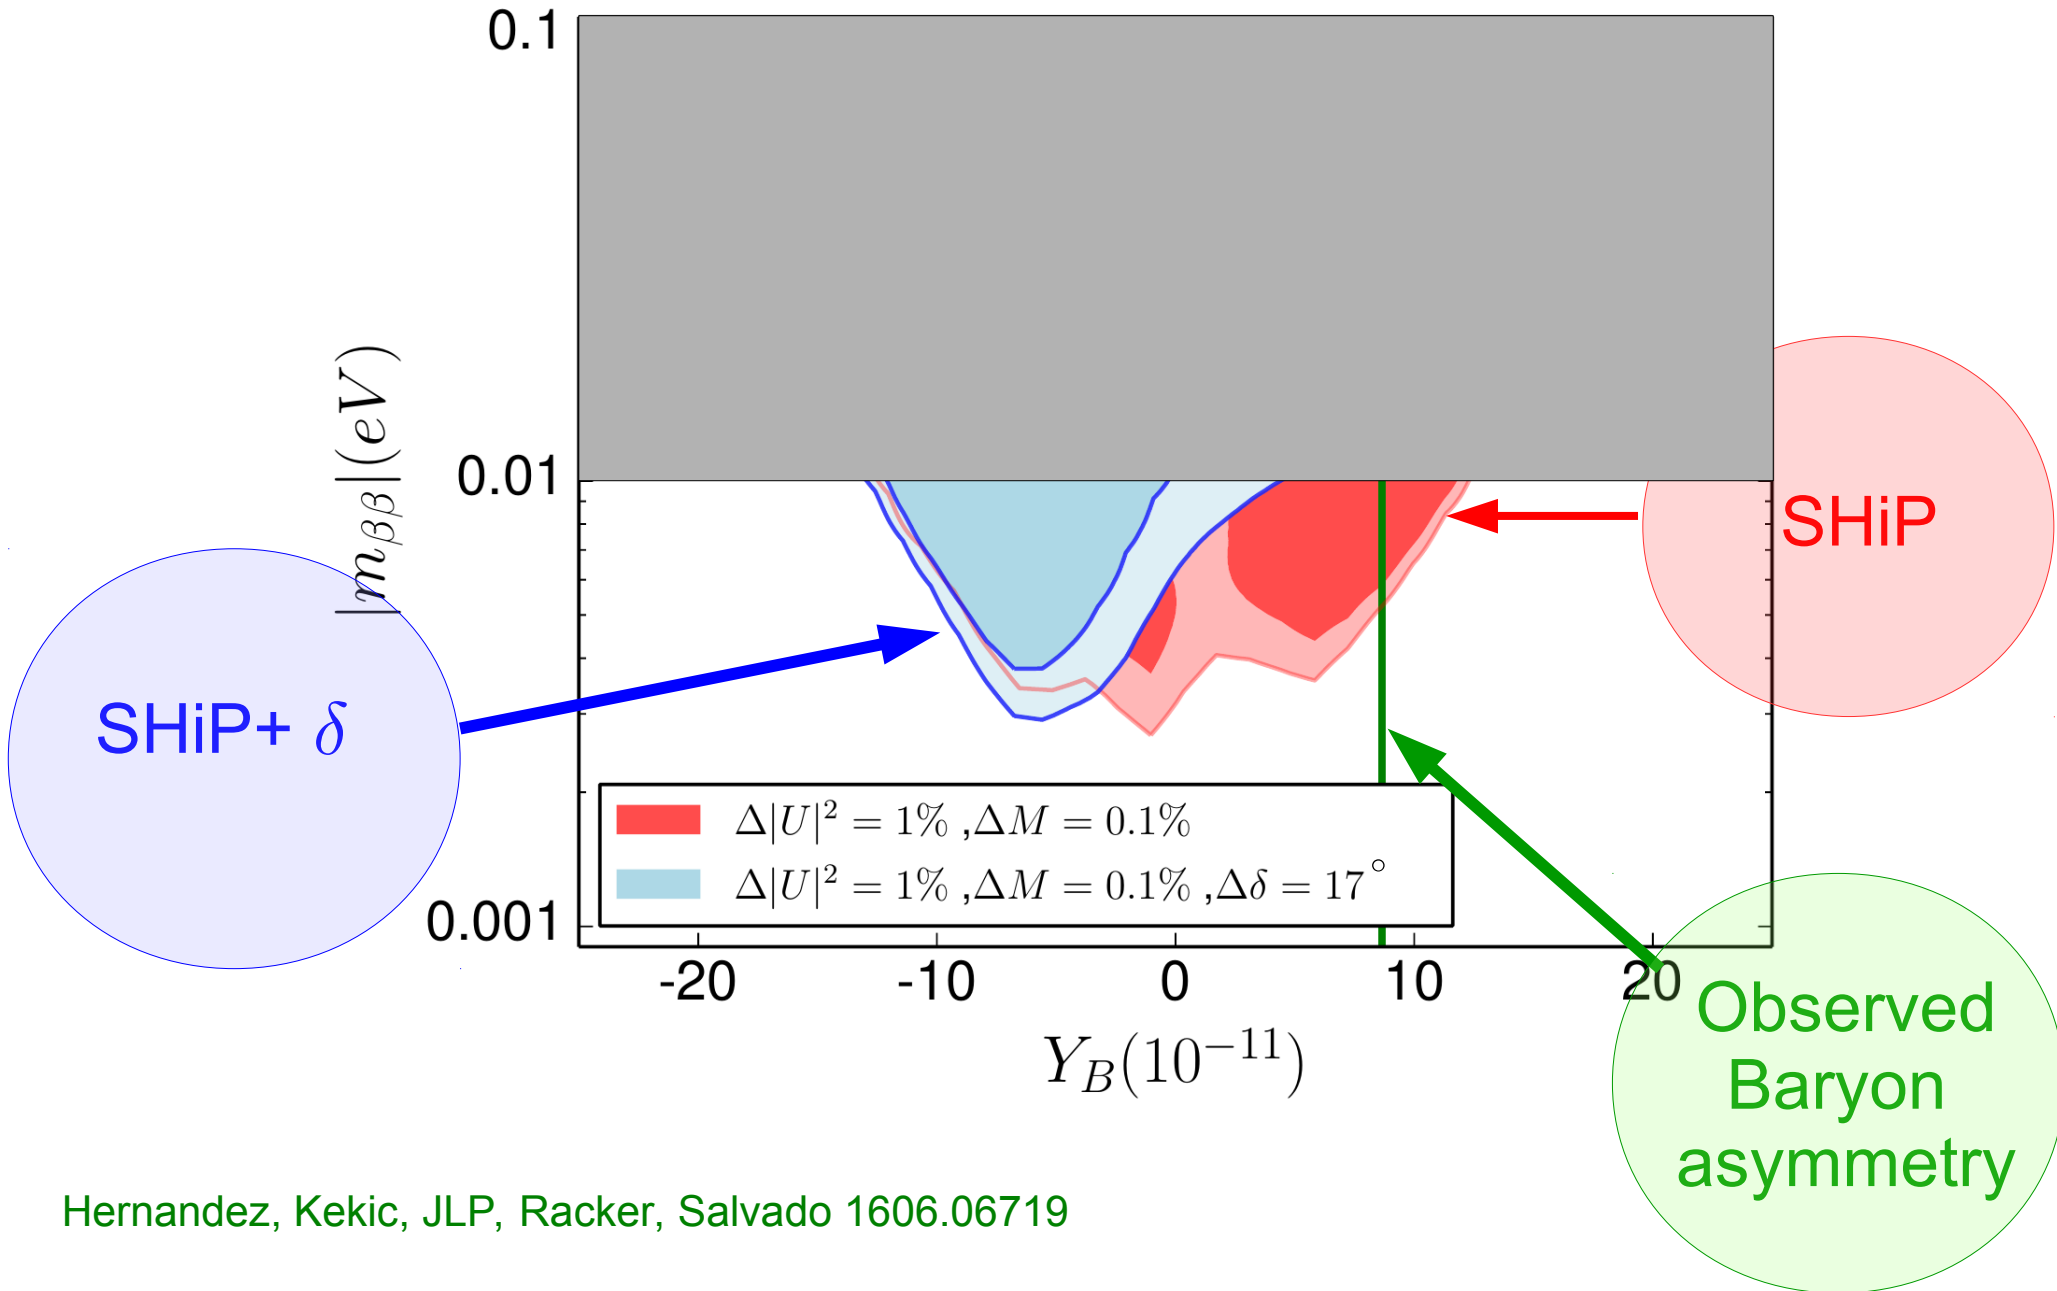 0.1
|m_{ββ}|(eV)
0.01
SHiP
SHiP+ δ
Δ|U|² = 1% ,ΔM = 0.1%
Δ|U|² = 1% ,ΔM = 0.1% ,Δδ = 17°
0.001
-20 -10 0 10 20
Y_B(10⁻¹¹)
Observed
Baryon
asymmetry
Hernandez, Kekic, JLP, Racker, Salvado 1606.06719